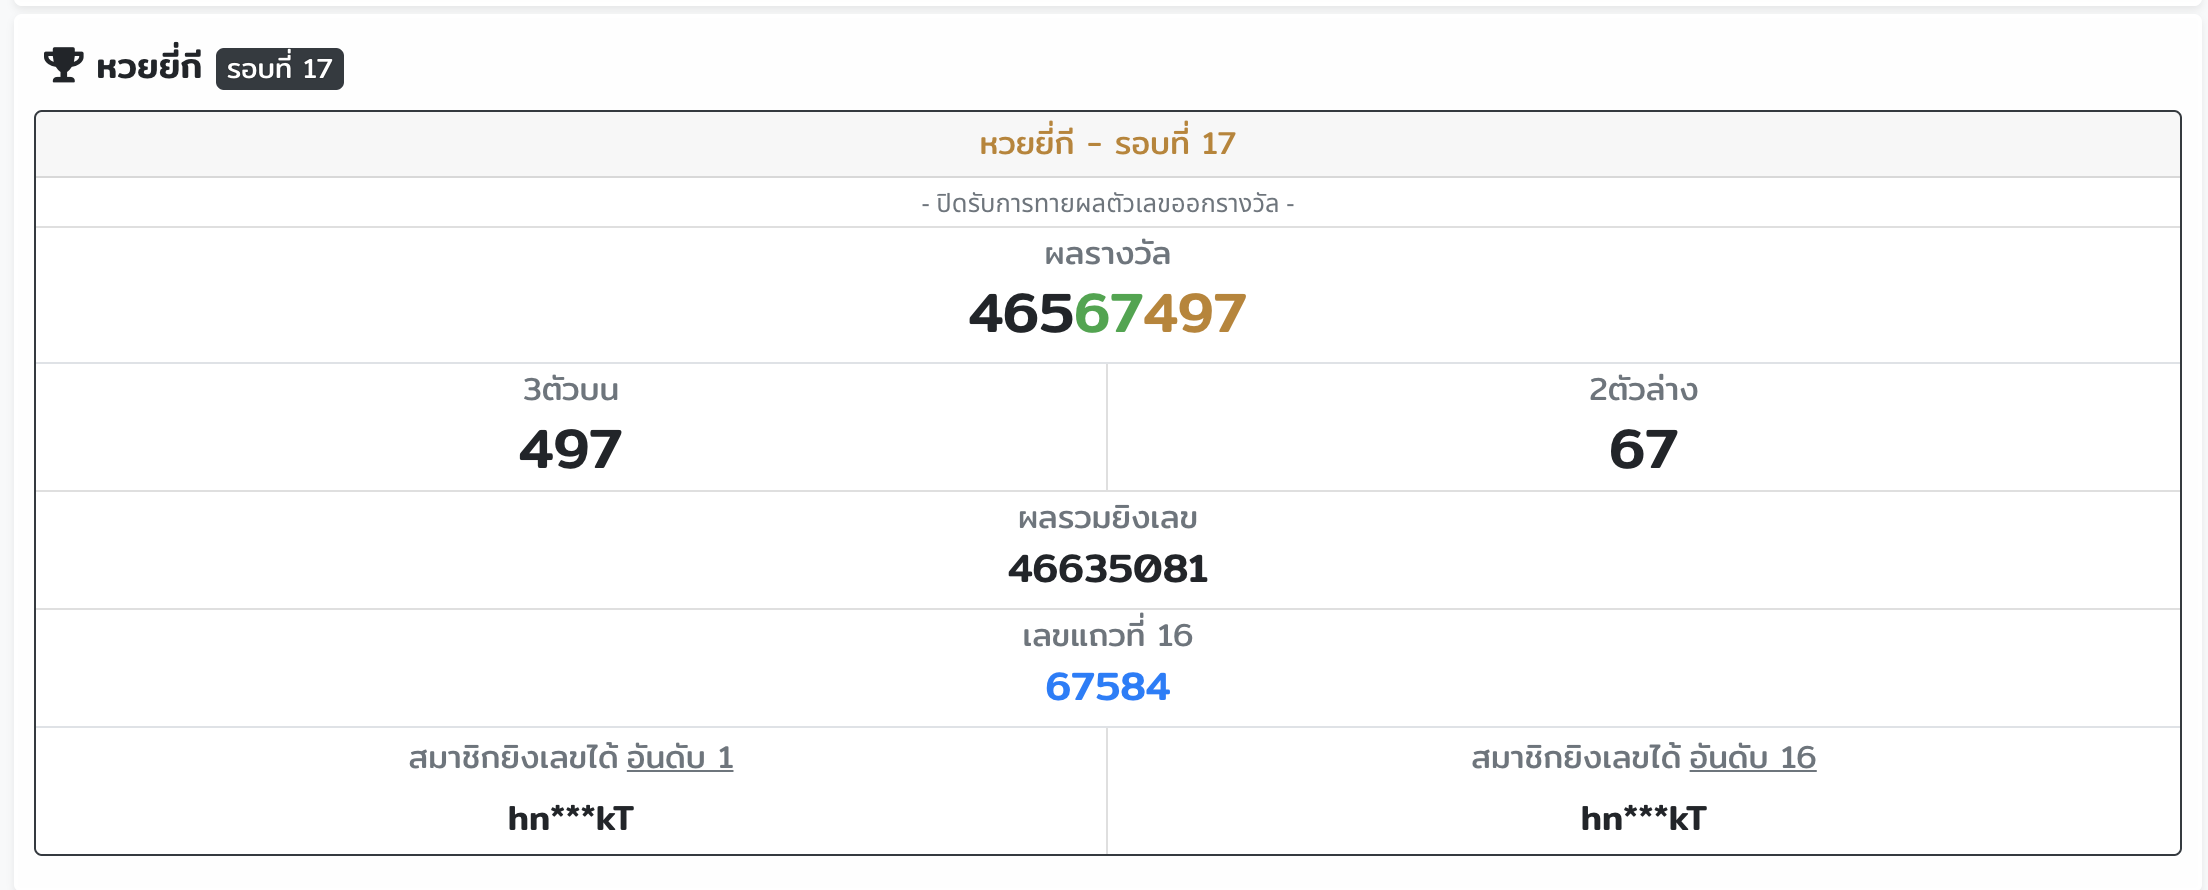 หวยยี่กี รอบที่ 17
หวยยี่กี - รอบที่ 17
- ปิดรับการทายผลตัวเลขออกรางวัล -
ผลรางวัล
46567497
3ตัวบน
497
2ตัวล่าง
67
ผลรวมยิงเลข
46635081
เลขแถวที่ 16
67584
สมาชิกยิงเลขได้ อันดับ 1
hn***kT
สมาชิกยิงเลขได้ อันดับ 16
hn***kT